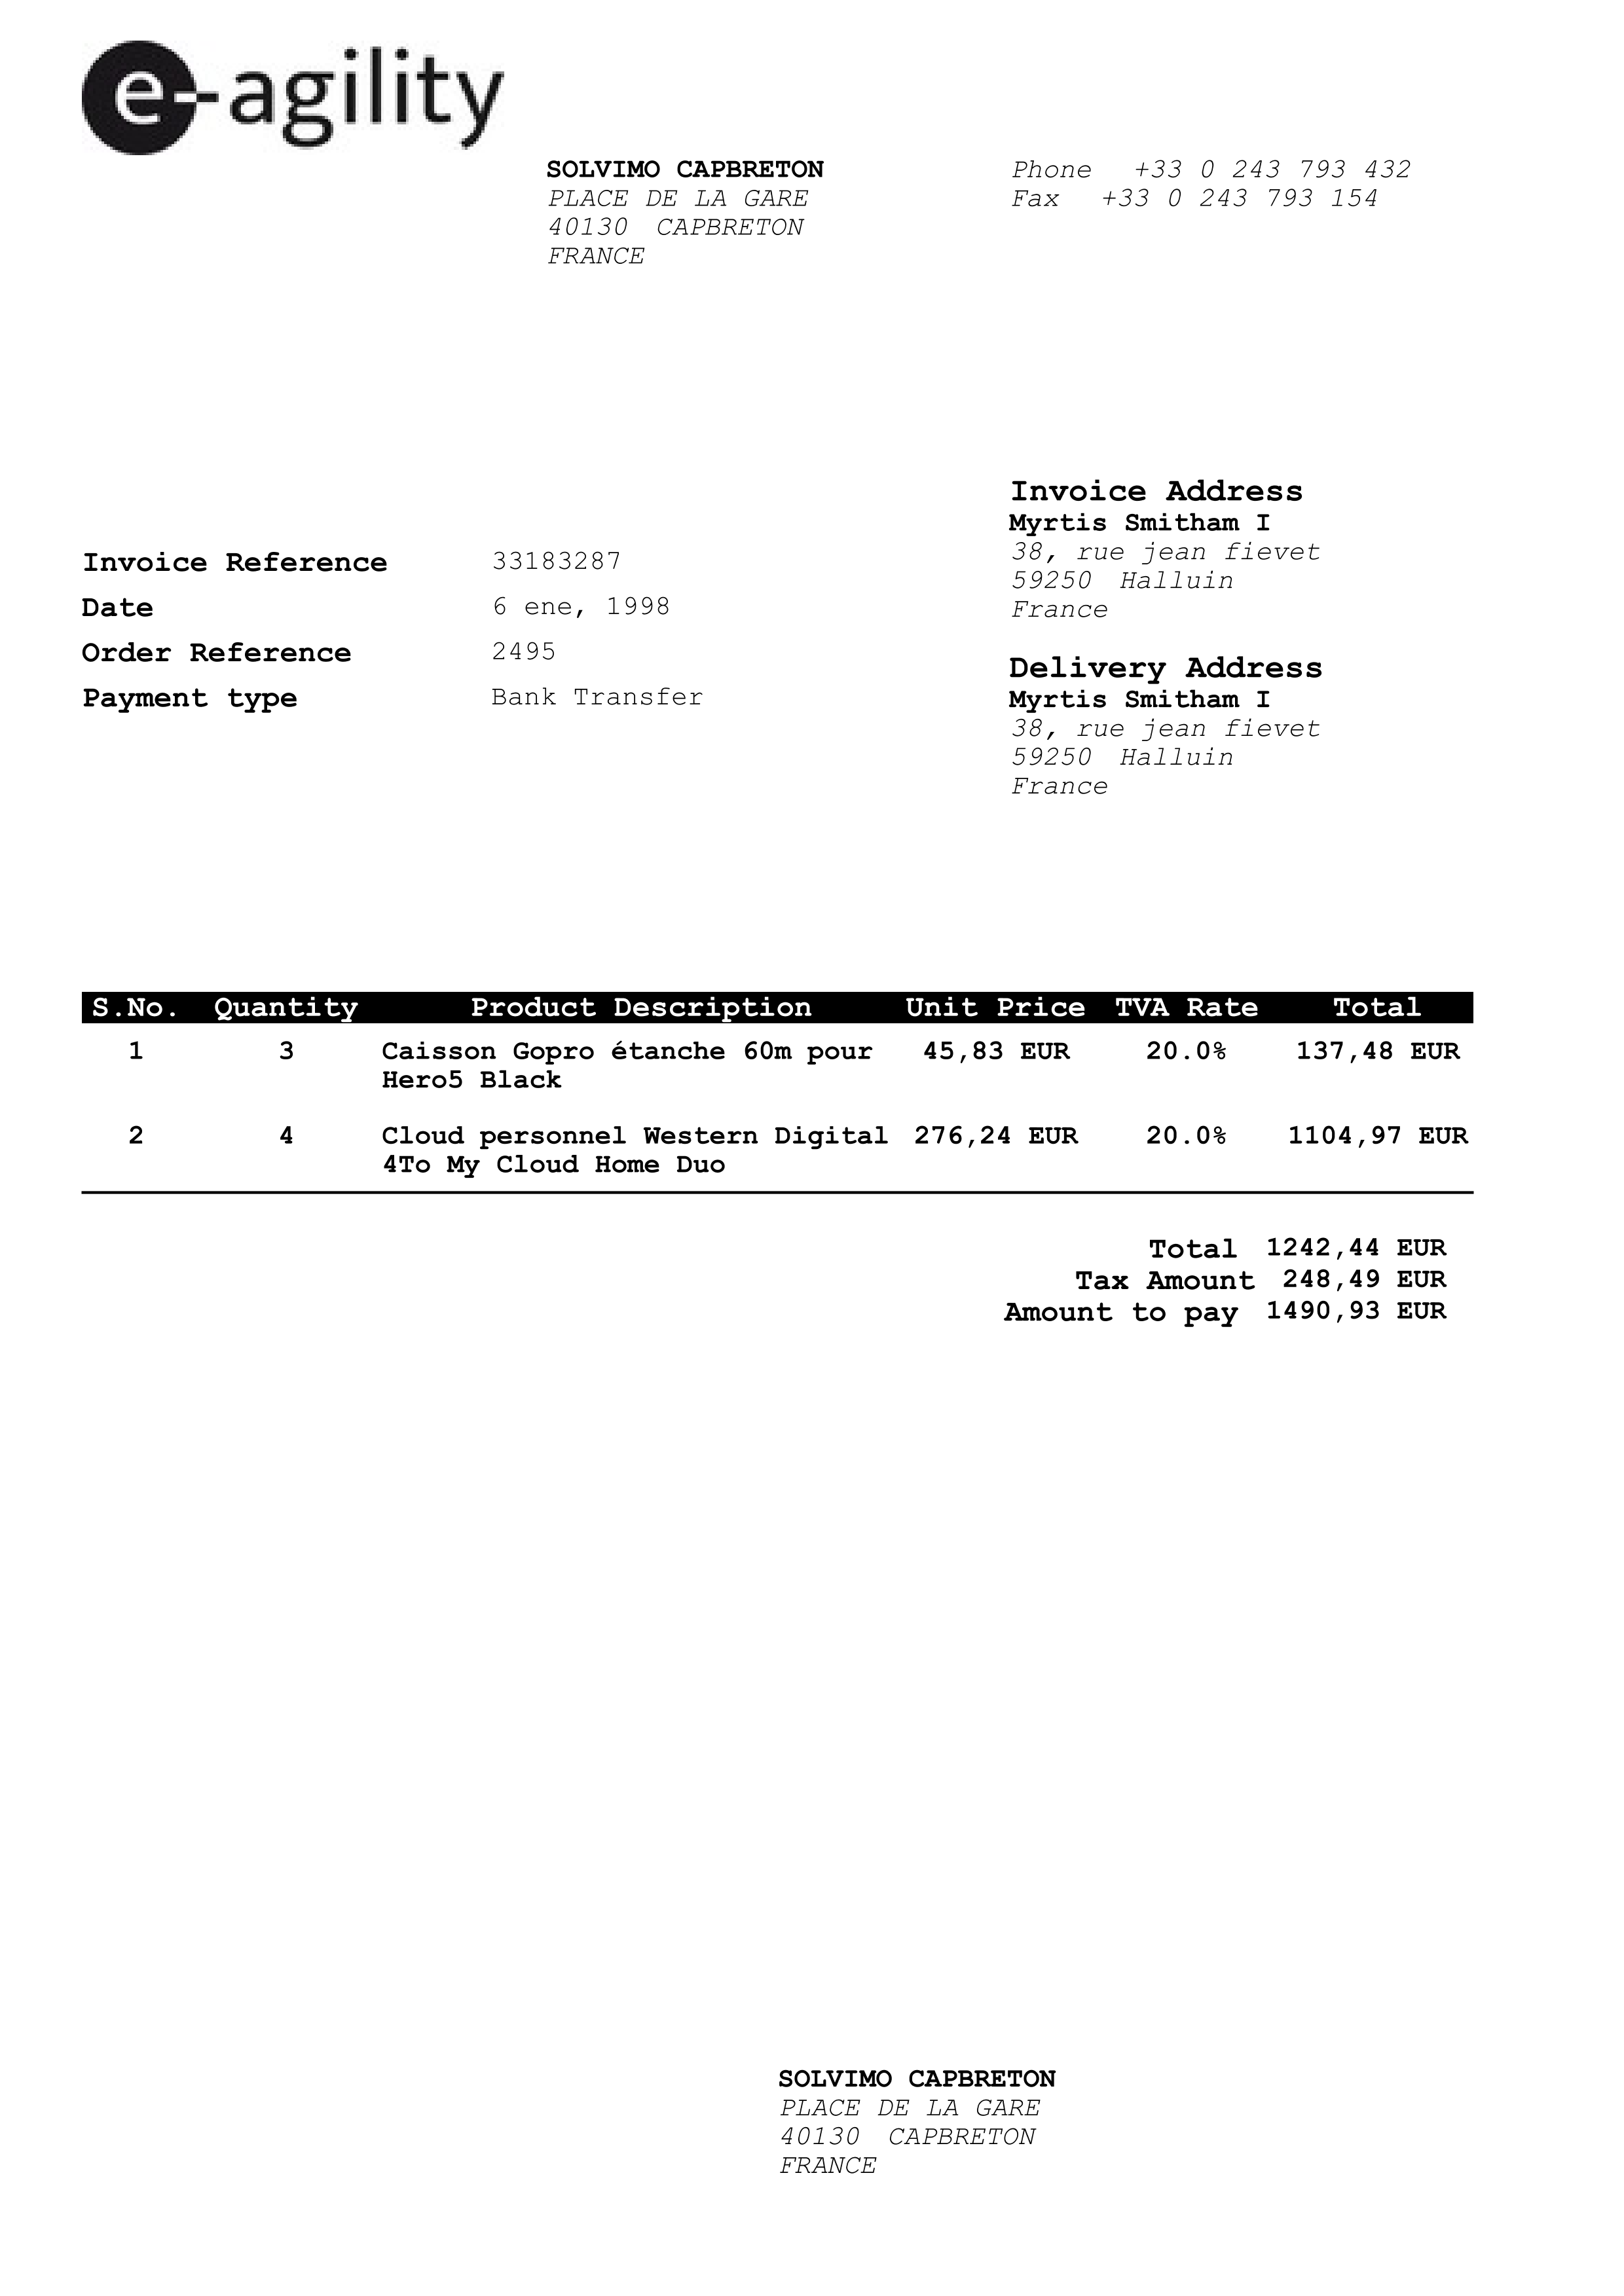 e-agility
SOLVIMO CAPBRETON
PLACE DE LA GARE
40130 CAPBRETON
FRANCE
Phone +33 0 243 793 432
Fax +33 0 243 793 154
Invoice Reference 33183287
Date 6 ene, 1998
Order Reference 2495
Payment type Bank Transfer
Invoice Address
Myrtis Smitham I
38, rue jean fievet
59250 Halluin
France
Delivery Address
Myrtis Smitham I
38, rue jean fievet
59250 Halluin
France
S.No. Quantity Product Description Unit Price TVA Rate Total
1 3 Caisson Gopro étanche 60m pour 45,83 EUR 20.0% 137,48 EUR
Hero5 Black
2 4 Cloud personnel Western Digital 276,24 EUR 20.0% 1104,97 EUR
4To My Cloud Home Duo
Total 1242,44 EUR
Tax Amount 248,49 EUR
Amount to pay 1490,93 EUR
SOLVIMO CAPBRETON
PLACE DE LA GARE
40130 CAPBRETON
FRANCE